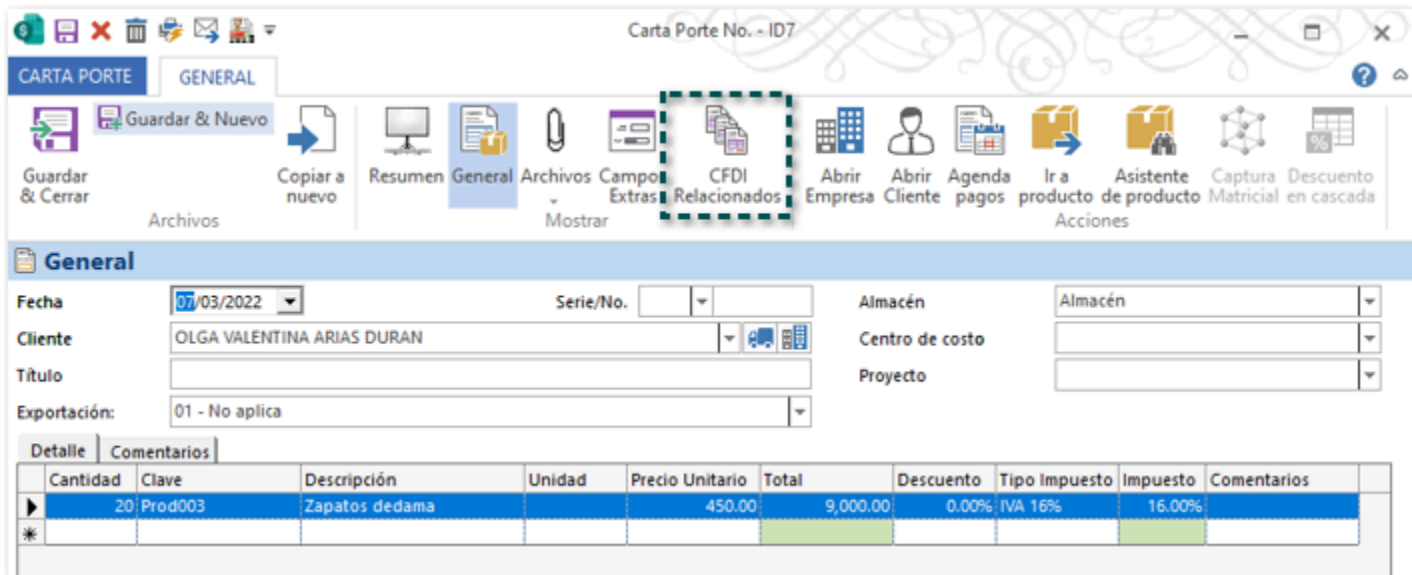 Carta Porte No. - ID7
CARTA PORTE GENERAL
Guardar & Cerrar
Guardar & Nuevo
Copiar a nuevo
Archivos
Resumen
General
Archivos
Campos Extras
CFDI Relacionados
Mostrar
Abrir Empresa
Abrir Cliente
Agenda pagos
Ir a producto
Asistente de producto
Captura Matricial
Descuento en cascada
Acciones
General
Fecha 07/03/2022 Serie/No. Almacén Almacén
Cliente OLGA VALENTINA ARIAS DURAN Centro de costo
Título Proyecto
Exportación: 01 - No aplica
Detalle Comentarios
Cantidad Clave Descripción Unidad Precio Unitario Total Descuento Tipo Impuesto Impuesto Comentarios
20 Prod003 Zapatos dedama 450.00 9,000.00 0.00% IVA 16% 16.00%